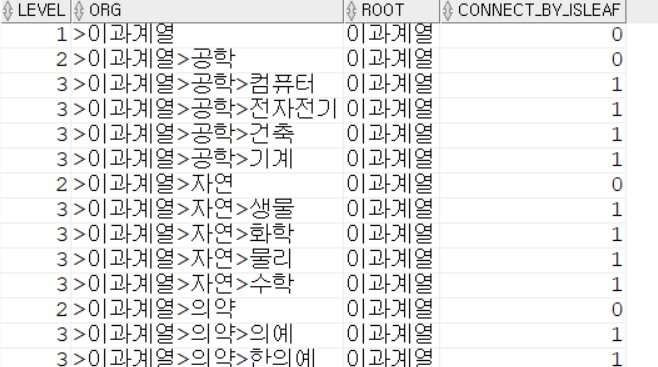 LEVEL ORG ROOT CONNECT_BY_ISLEAF
1 >이과계열 이과계열 0
2 >이과계열>공학 이과계열 0
3 >이과계열>공학>컴퓨터 이과계열 1
3 >이과계열>공학>전자전기 이과계열 1
3 >이과계열>공학>건축 이과계열 1
3 >이과계열>공학>기계 이과계열 1
2 >이과계열>자연 이과계열 0
3 >이과계열>자연>생물 이과계열 1
3 >이과계열>자연>화학 이과계열 1
3 >이과계열>자연>물리 이과계열 1
3 >이과계열>자연>수학 이과계열 1
2 >이과계열>의약 이과계열 0
3 >이과계열>의약>의예 이과계열 1
3 >이과계열>의약>한의예 이과계열 1